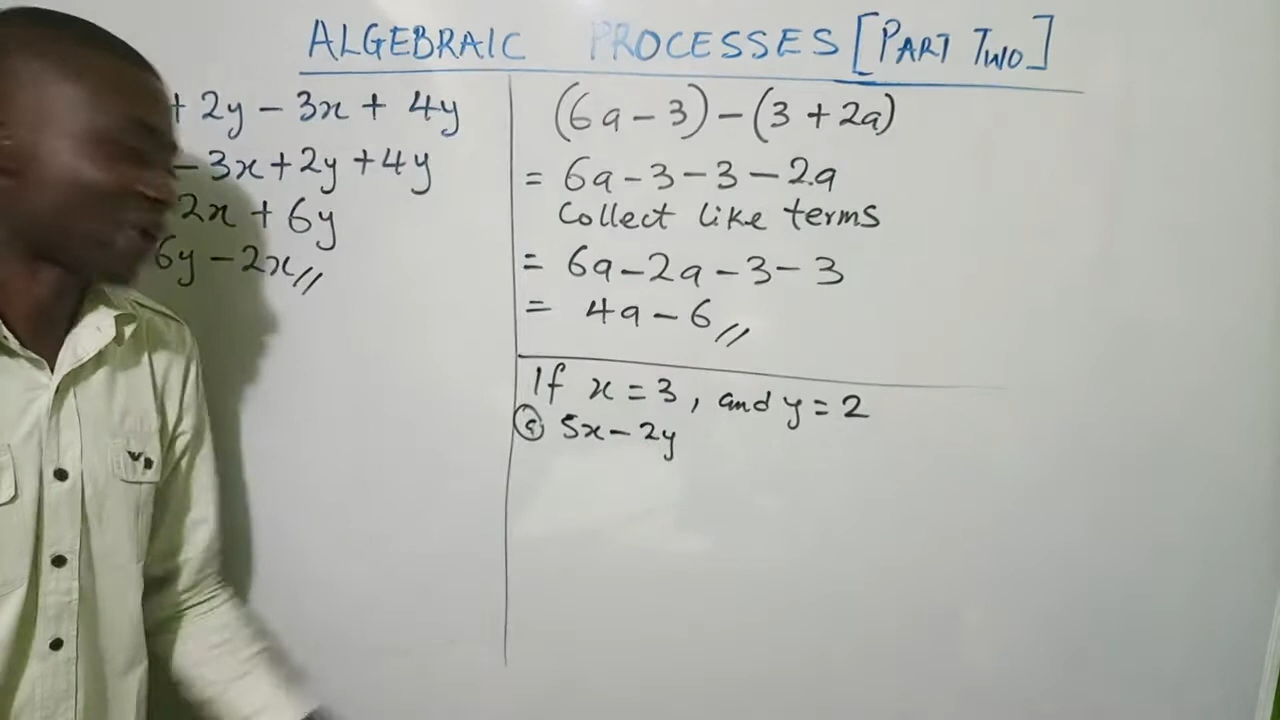 ALGEBRAIC PROCESSES [PART TWO]
+ 2y - 3x + 4y
- 3x + 2y + 4y
2x + 6y
6y - 2x //
(6a - 3) - (3 + 2a)
= 6a - 3 - 3 - 2a
Collect like terms
= 6a - 2a - 3 - 3
= 4a - 6 //
If x = 3, and y = 2
ⓐ 5x - 2y